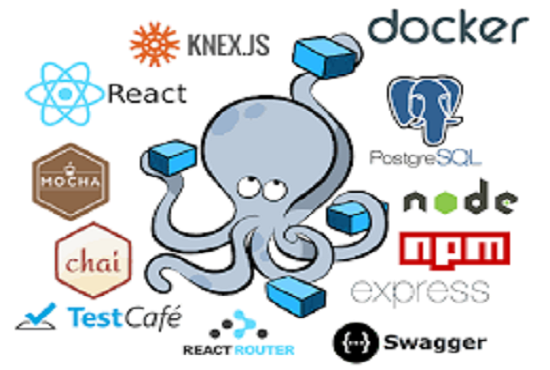 docker
KNEX.JS
React
PostgreSQL
MOCHA
node
npm
chai
express
TestCafé
REACT ROUTER
{···} Swagger